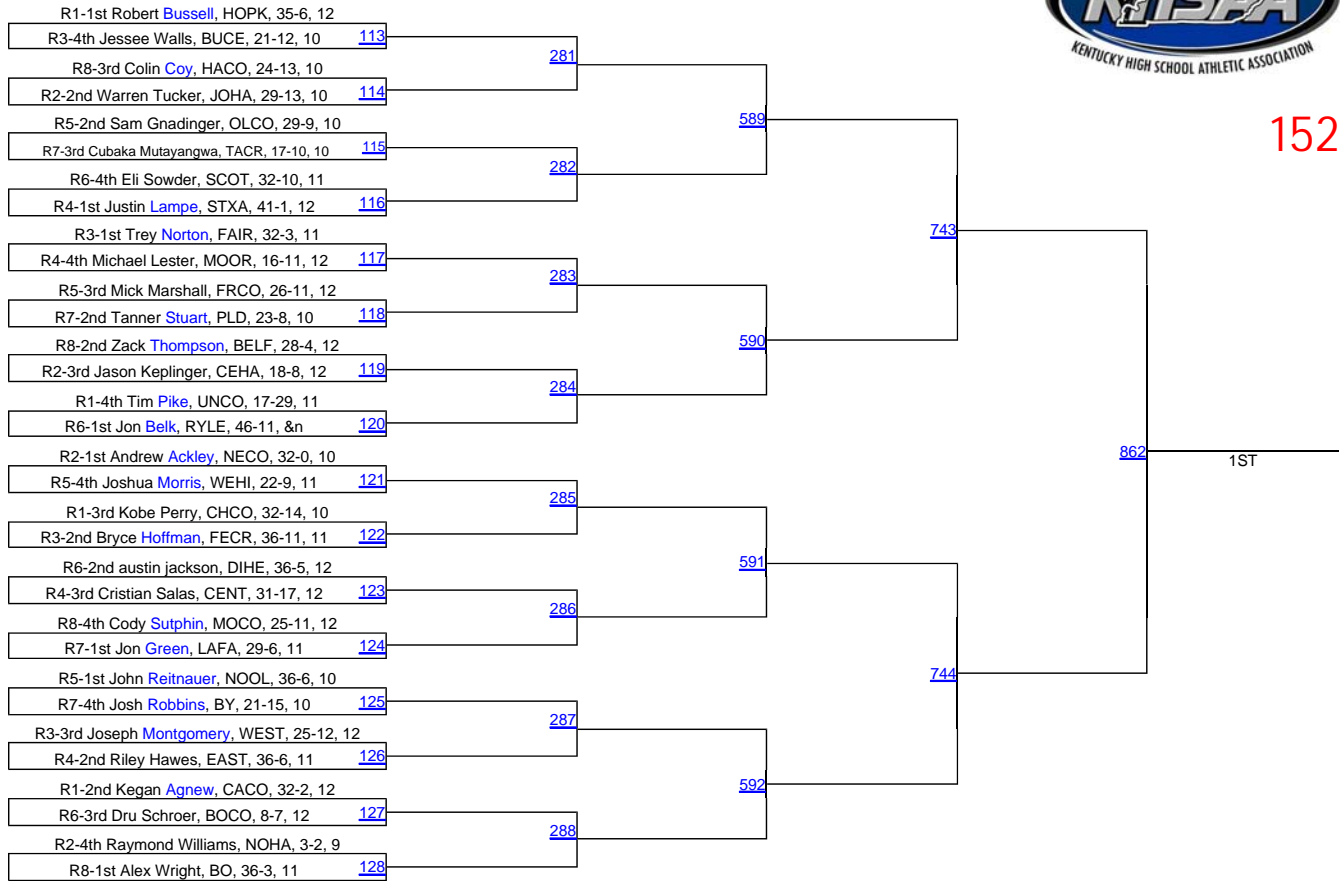 KHSAA
KENTUCKY HIGH SCHOOL ATHLETIC ASSOCIATION
152
R1-1st Robert Bussell, HOPK, 35-6, 12
R3-4th Jessee Walls, BUCE, 21-12, 10 113
281
R8-3rd Colin Coy, HACO, 24-13, 10
R2-2nd Warren Tucker, JOHA, 29-13, 10 114
589
R5-2nd Sam Gnadinger, OLCO, 29-9, 10
R7-3rd Cubaka Mutayangwa, TACR, 17-10, 10 115
282
R6-4th Eli Sowder, SCOT, 32-10, 11
R4-1st Justin Lampe, STXA, 41-1, 12 116
743
R3-1st Trey Norton, FAIR, 32-3, 11
R4-4th Michael Lester, MOOR, 16-11, 12 117
283
R5-3rd Mick Marshall, FRCO, 26-11, 12
R7-2nd Tanner Stuart, PLD, 23-8, 10 118
590
R8-2nd Zack Thompson, BELF, 28-4, 12
R2-3rd Jason Keplinger, CEHA, 18-8, 12 119
284
R1-4th Tim Pike, UNCO, 17-29, 11
R6-1st Jon Belk, RYLE, 46-11, &n 120
862 1ST
R2-1st Andrew Ackley, NECO, 32-0, 10
R5-4th Joshua Morris, WEHI, 22-9, 11 121
285
R1-3rd Kobe Perry, CHCO, 32-14, 10
R3-2nd Bryce Hoffman, FECR, 36-11, 11 122
591
R6-2nd austin jackson, DIHE, 36-5, 12
R4-3rd Cristian Salas, CENT, 31-17, 12 123
286
R8-4th Cody Sutphin, MOCO, 25-11, 12
R7-1st Jon Green, LAFA, 29-6, 11 124
744
R5-1st John Reitnauer, NOOL, 36-6, 10
R7-4th Josh Robbins, BY, 21-15, 10 125
287
R3-3rd Joseph Montgomery, WEST, 25-12, 12
R4-2nd Riley Hawes, EAST, 36-6, 11 126
592
R1-2nd Kegan Agnew, CACO, 32-2, 12
R6-3rd Dru Schroer, BOCO, 8-7, 12 127
288
R2-4th Raymond Williams, NOHA, 3-2, 9
R8-1st Alex Wright, BO, 36-3, 11 128